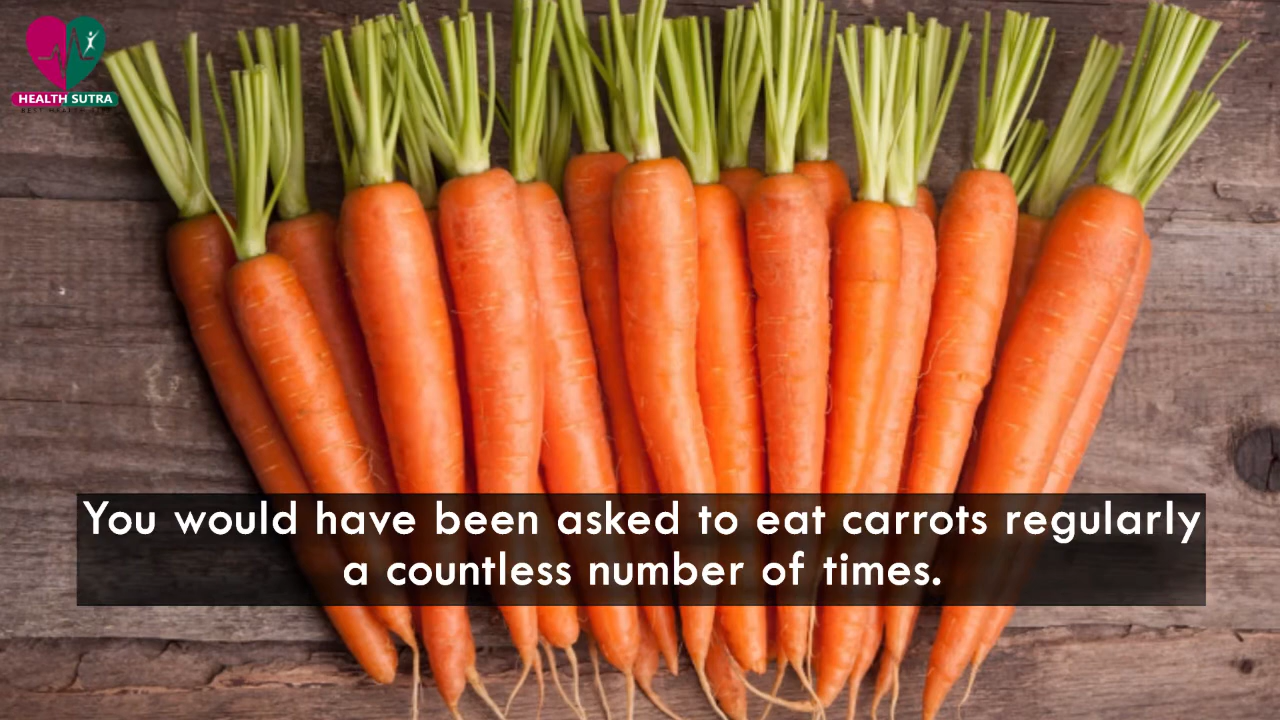 HEALTH SUTRA
You would have been asked to eat carrots regularly
a countless number of times.